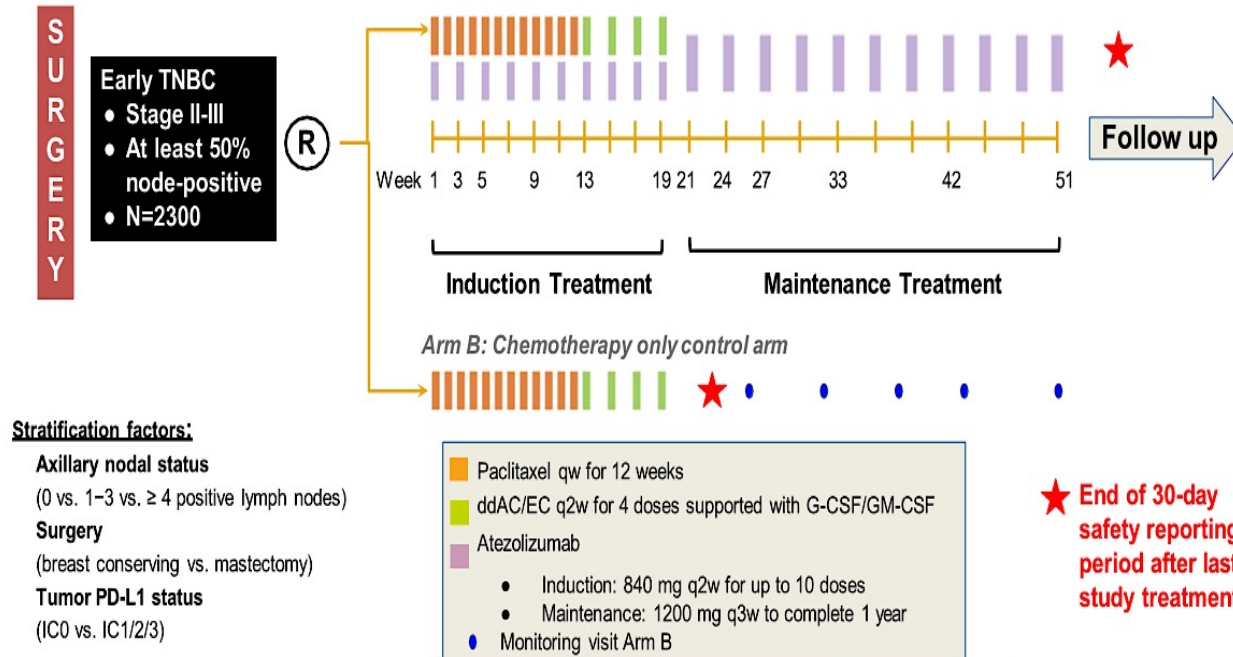 SURGERY
Early TNBC
● Stage II-III
● At least 50%
node-positive
● N=2300
R
Week 1 3 5 9 13 19 21 24 27 33 42 51
Follow up
Induction Treatment
Maintenance Treatment
Arm B: Chemotherapy only control arm
Stratification factors:
Axillary nodal status
(0 vs. 1−3 vs. ≥ 4 positive lymph nodes)
Surgery
(breast conserving vs. mastectomy)
Tumor PD-L1 status
(IC0 vs. IC1/2/3)
Paclitaxel qw for 12 weeks
ddAC/EC q2w for 4 doses supported with G-CSF/GM-CSF
Atezolizumab
● Induction: 840 mg q2w for up to 10 doses
● Maintenance: 1200 mg q3w to complete 1 year
Monitoring visit Arm B
End of 30-day
safety reporting
period after last
study treatment